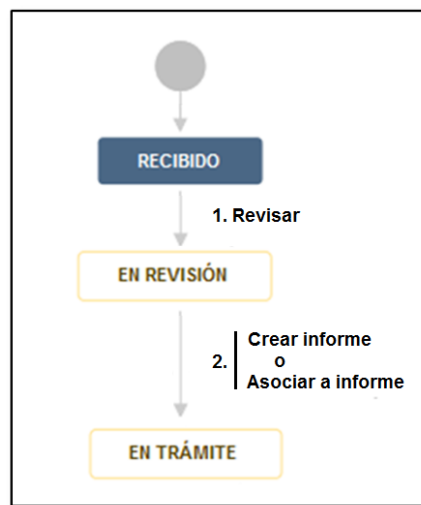 RECIBIDO
1. Revisar
EN REVISIÓN
2.
Crear informe
o
Asociar a informe
EN TRÁMITE